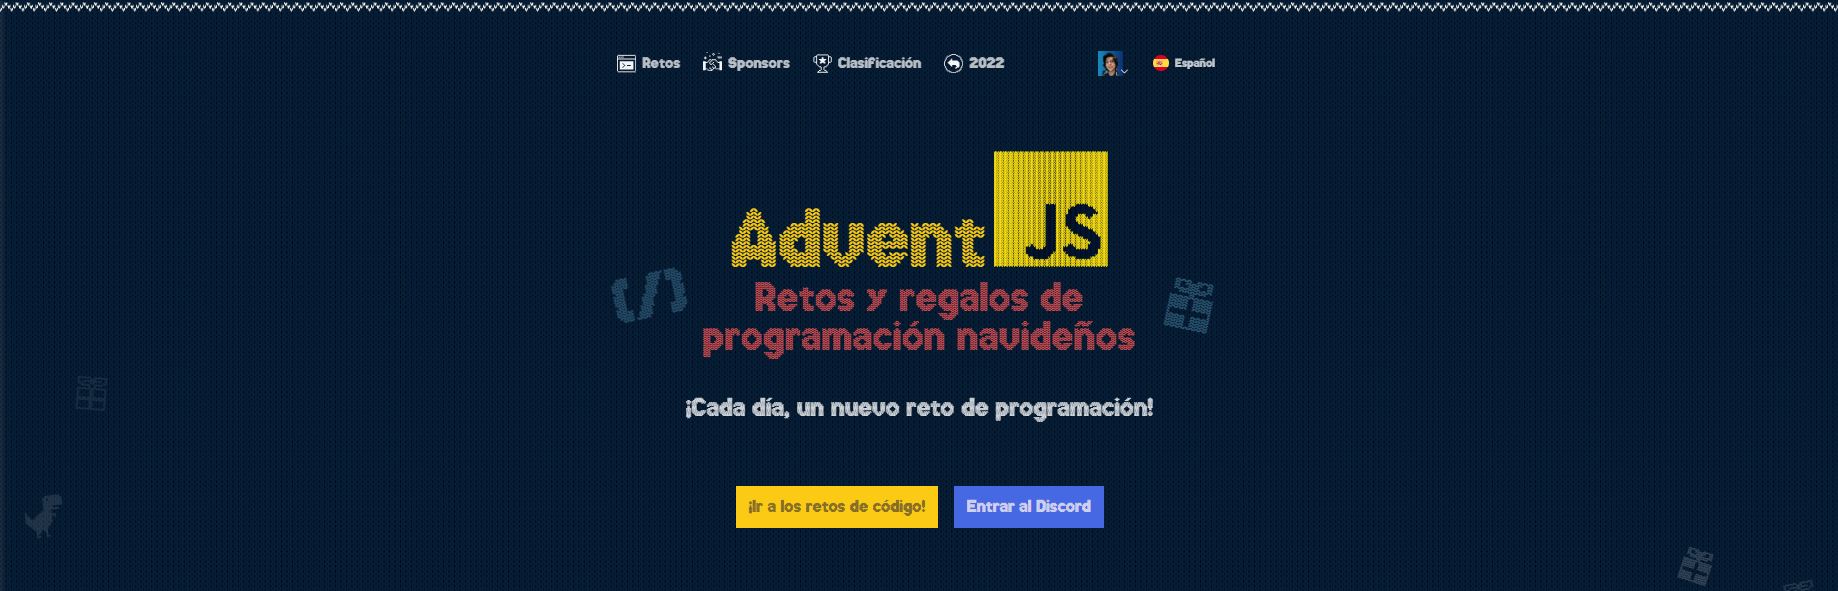 Retos Sponsors Clasificación 2022 Español
Advent JS
Retos y regalos de
programación navideños
¡Cada día, un nuevo reto de programación!
¡Ir a los retos de código! Entrar al Discord